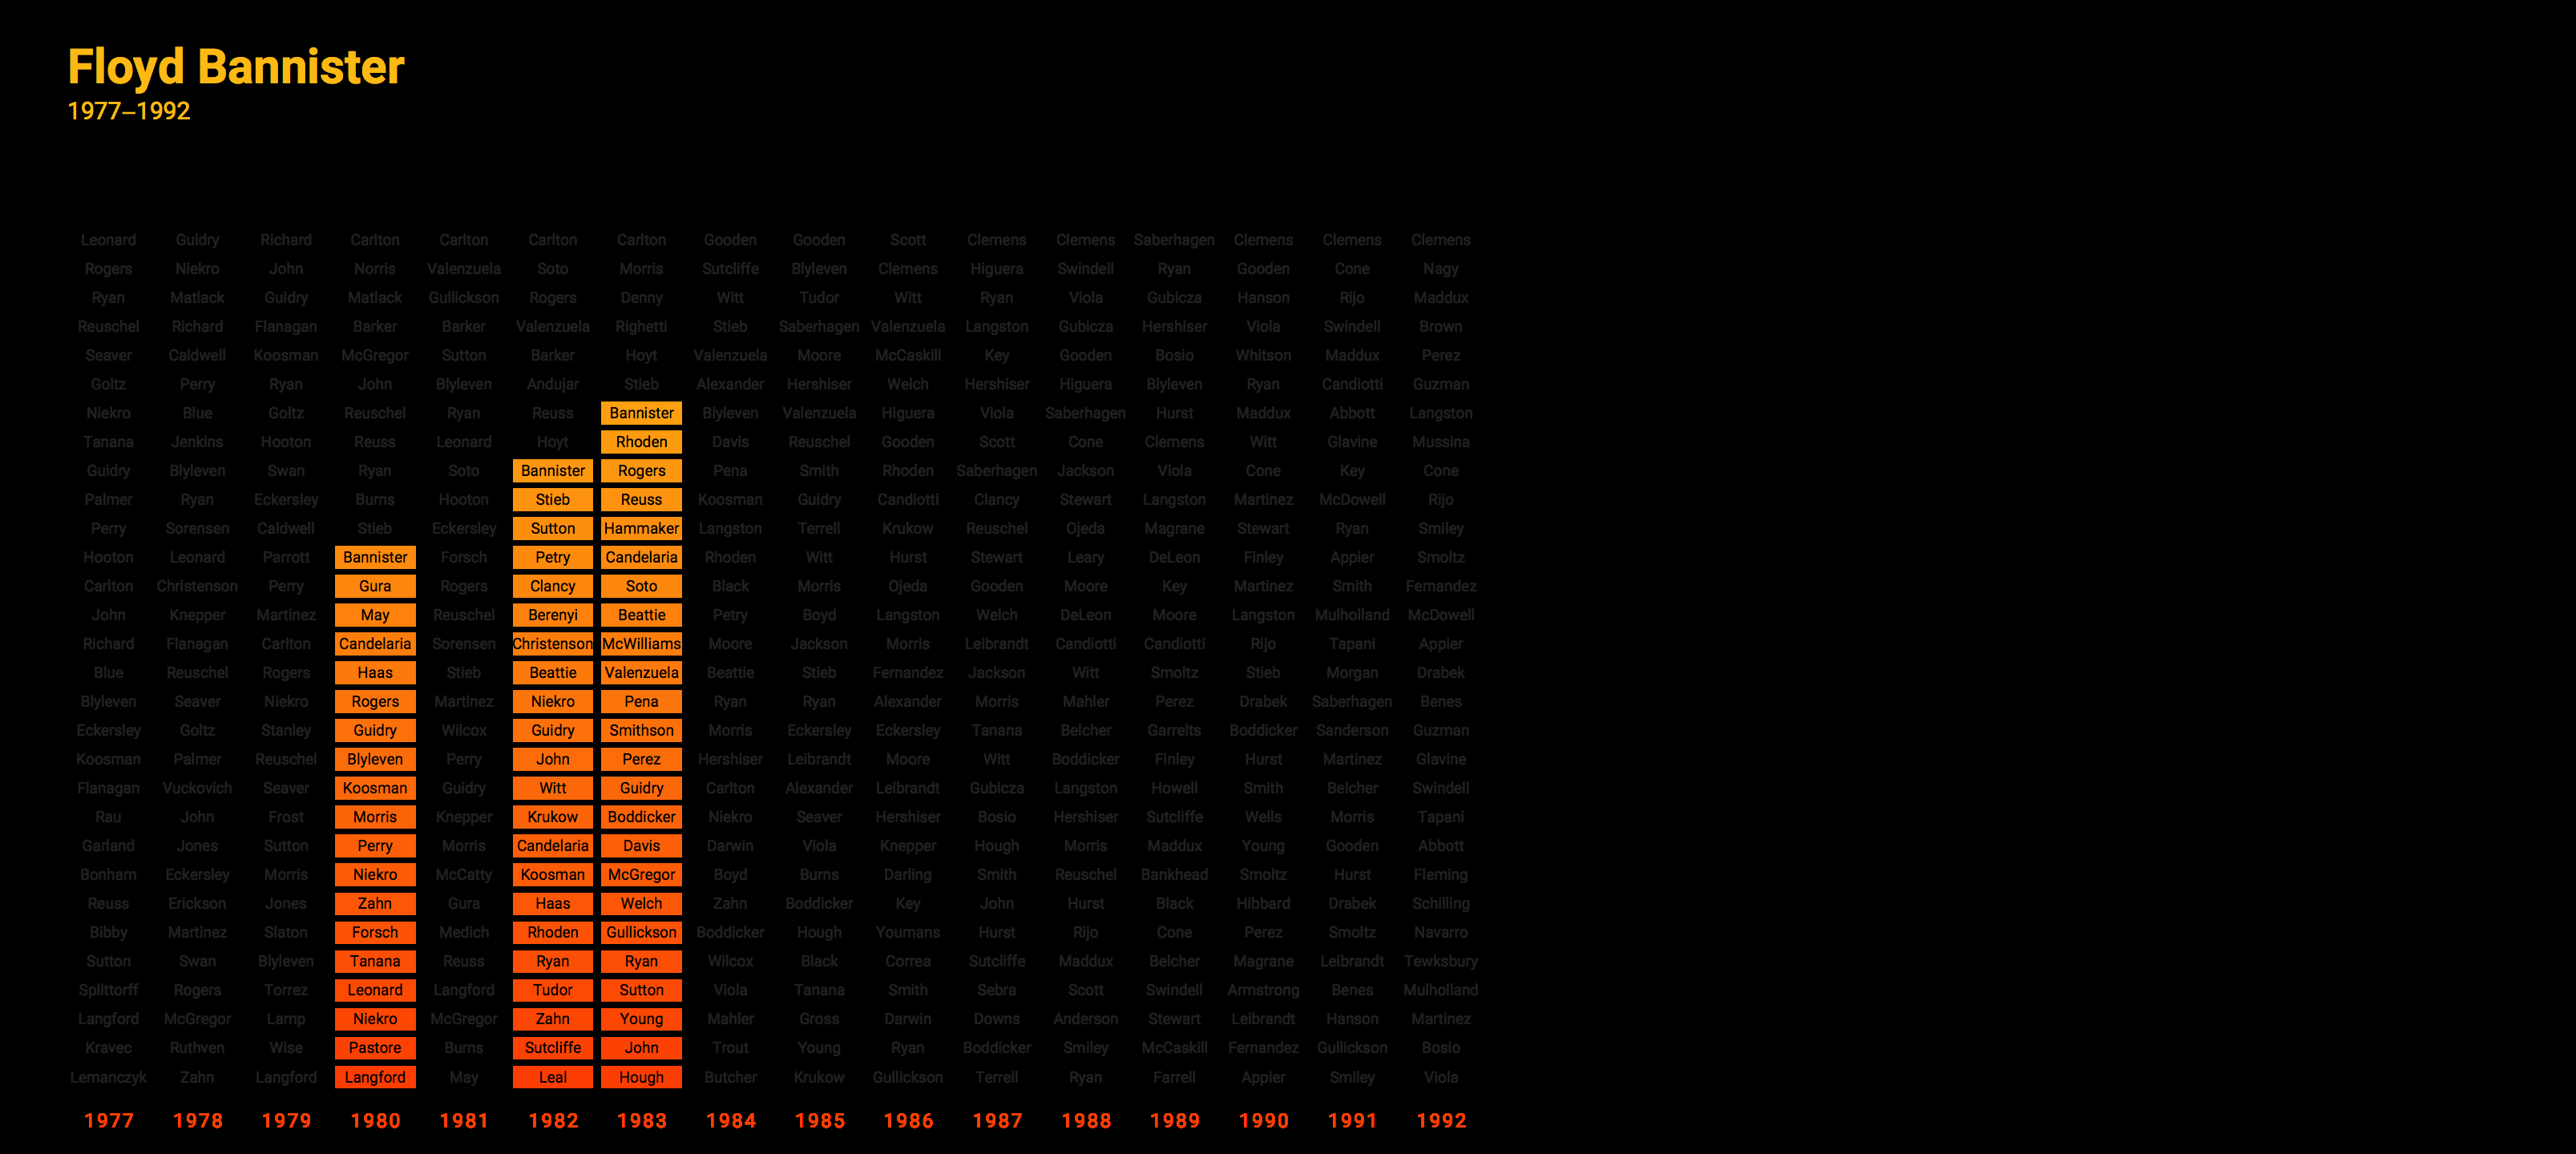 Floyd Bannister
1977–1992
Leonard Guidry Richard Carlton Carlton Carlton Carlton Gooden Gooden Scott Clemens Clemens Saberhagen Clemens Clemens Clemens
Rogers Niekro John Norris Valenzuela Soto Morris Sutcliffe Blyleven Clemens Higuera Swindell Ryan Gooden Cone Nagy
Ryan Matlack Guidry Matlack Gullickson Rogers Denny Witt Tudor Witt Ryan Viola Gubicza Hanson Rijo Maddux
Reuschel Richard Flanagan Barker Barker Valenzuela Righetti Stieb Saberhagen Valenzuela Langston Gubicza Hershiser Viola Swindell Brown
Seaver Caldwell Koosman McGregor Sutton Barker Hoyt Valenzuela Moore McCaskill Key Gooden Bosio Whitson Maddux Perez
Goltz Perry Ryan John Blyleven Andujar Stieb Alexander Hershiser Welch Hershiser Higuera Blyleven Ryan Candiotti Guzman
Niekro Blue Goltz Reuschel Ryan Reuss Bannister Blyleven Valenzuela Higuera Viola Saberhagen Hurst Maddux Abbott Langston
Tanana Jenkins Hooton Reuss Leonard Hoyt Rhoden Davis Reuschel Gooden Scott Cone Clemens Witt Glavine Mussina
Guidry Blyleven Swan Ryan Soto Bannister Rogers Pena Smith Rhoden Saberhagen Jackson Viola Cone Key Cone
Palmer Ryan Eckersley Burns Hooton Stieb Reuss Koosman Guidry Candiotti Clancy Stewart Langston Martinez McDowell Rijo
Perry Sorensen Caldwell Stieb Eckersley Sutton Hammaker Langston Terrell Krukow Reuschel Ojeda Magrane Stewart Ryan Smiley
Hooton Leonard Parrott Bannister Forsch Petry Candelaria Rhoden Witt Hurst Stewart Leary DeLeon Finley Appier Smoltz
Carlton Christenson Perry Gura Rogers Clancy Soto Black Morris Ojeda Gooden Moore Key Martinez Smith Fernandez
John Knepper Martinez May Reuschel Berenyi Beattie Petry Boyd Langston Welch DeLeon Moore Langston Mulholland McDowell
Richard Flanagan Carlton Candelaria Sorensen Christenson McWilliams Moore Jackson Morris Leibrandt Candiotti Candiotti Rijo Tapani Appier
Blue Reuschel Rogers Haas Stieb Beattie Valenzuela Beattie Stieb Fernandez Jackson Witt Smoltz Stieb Morgan Drabek
Blyleven Seaver Niekro Rogers Martinez Niekro Pena Ryan Ryan Alexander Morris Mahler Perez Drabek Saberhagen Benes
Eckersley Goltz Stanley Guidry Wilcox Guidry Smithson Morris Eckersley Eckersley Tanana Belcher Garrelts Boddicker Sanderson Guzman
Koosman Palmer Reuschel Blyleven Perry John Perez Hershiser Leibrandt Moore Witt Boddicker Finley Hurst Martinez Glavine
Flanagan Vuckovich Seaver Koosman Guidry Witt Guidry Carlton Alexander Leibrandt Gubicza Langston Howell Smith Belcher Swindell
Rau John Frost Morris Knepper Krukow Boddicker Niekro Seaver Hershiser Bosio Hershiser Sutcliffe Wells Morris Tapani
Garland Jones Sutton Perry Morris Candelaria Davis Darwin Viola Knepper Hough Morris Maddux Young Gooden Abbott
Bonham Eckersley Morris Niekro McCatty Koosman McGregor Boyd Burns Darling Smith Reuschel Bankhead Smoltz Hurst Fleming
Reuss Erickson Jones Zahn Gura Haas Welch Zahn Boddicker Key John Hurst Black Hibbard Drabek Schilling
Bibby Martinez Slaton Forsch Medich Rhoden Gullickson Boddicker Hough Youmans Hurst Rijo Cone Perez Smoltz Navarro
Sutton Swan Blyleven Tanana Reuss Ryan Ryan Wilcox Black Correa Sutcliffe Maddux Belcher Magrane Leibrandt Tewksbury
Splittorff Rogers Torrez Leonard Langford Tudor Sutton Viola Tanana Smith Sebra Scott Swindell Armstrong Benes Mulholland
Langford McGregor Lamp Niekro McGregor Zahn Young Mahler Gross Darwin Downs Anderson Stewart Leibrandt Hanson Martinez
Kravec Ruthven Wise Pastore Burns Sutcliffe John Trout Young Ryan Boddicker Smiley McCaskill Fernandez Gullickson Bosio
Lemanczyk Zahn Langford Langford May Leal Hough Butcher Krukow Gullickson Terrell Ryan Farrell Appier Smiley Viola
1977 1978 1979 1980 1981 1982 1983 1984 1985 1986 1987 1988 1989 1990 1991 1992